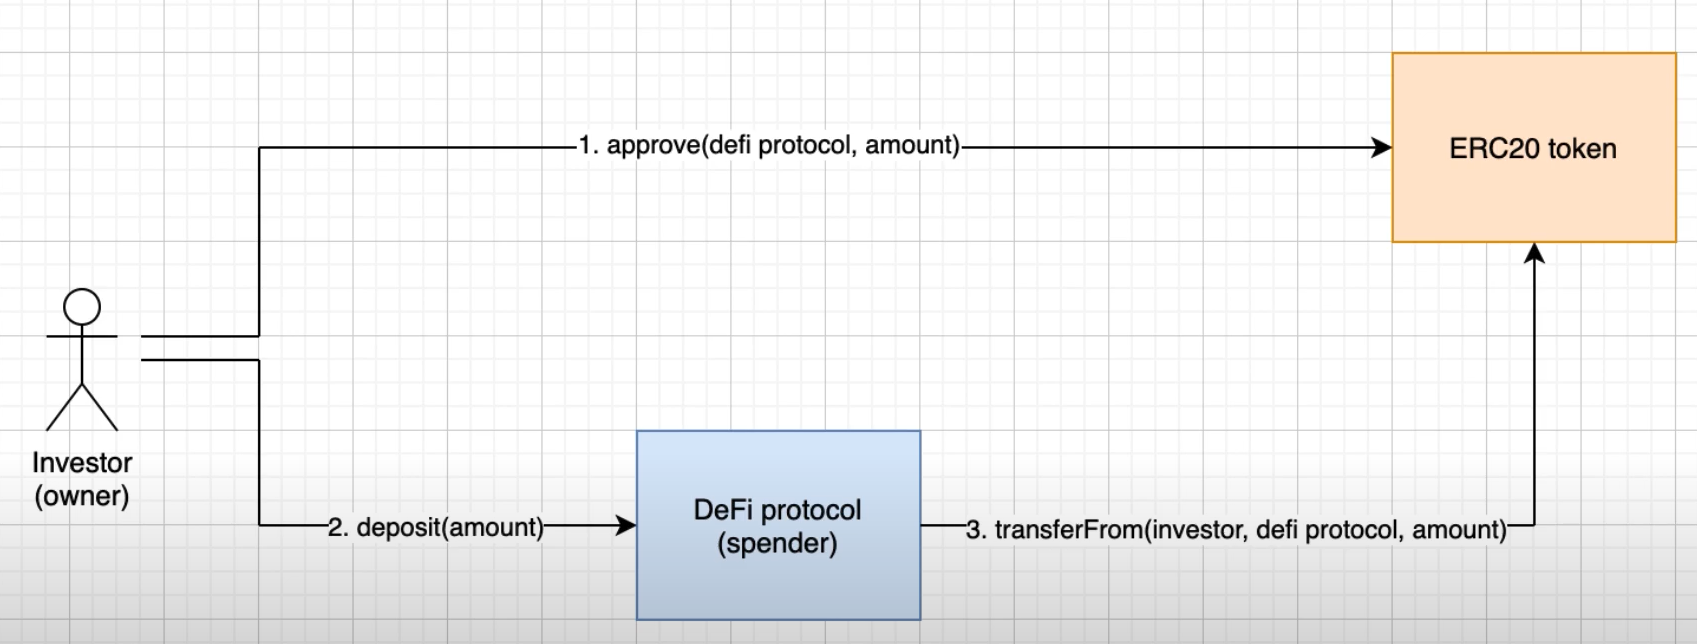 1. approve(defi protocol, amount)
ERC20 token
Investor
(owner)
2. deposit(amount)
DeFi protocol
(spender)
3. transferFrom(investor, defi protocol, amount)